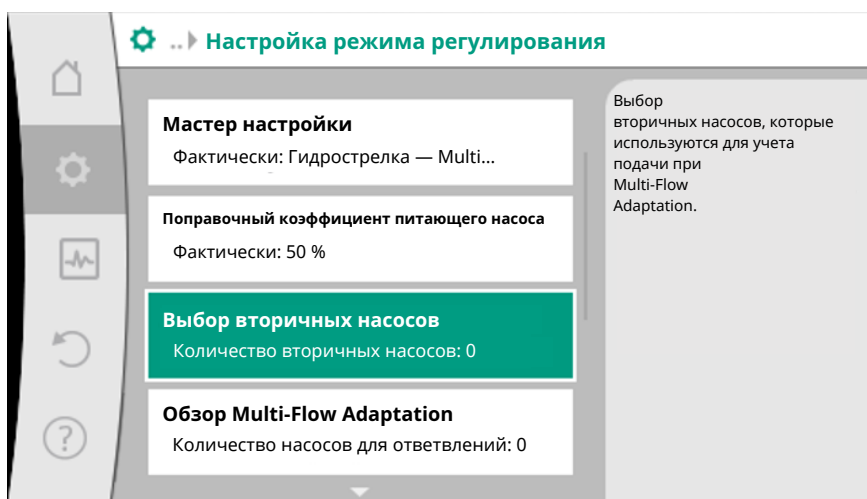 .. Настройка режима регулирования
Мастер настройки
Фактически: Гидрострелка — Multi...
Поправочный коэффициент питающего насоса
Фактически: 50 %
Выбор вторичных насосов
Количество вторичных насосов: 0
Обзор Multi-Flow Adaptation
Количество насосов для ответвлений: 0
Выбор
вторичных насосов, которые
используются для учета
подачи при
Multi-Flow
Adaptation.
?